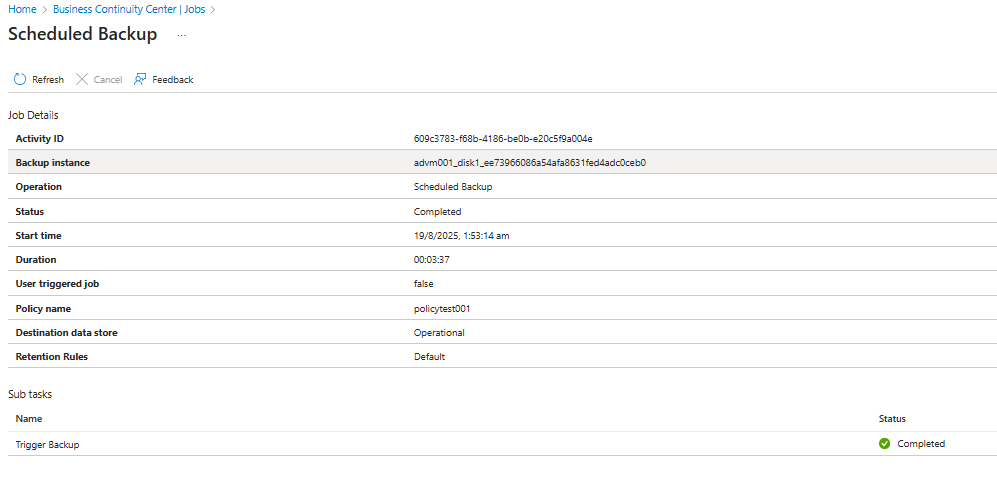 Home > Business Continuity Center | Jobs >
Scheduled Backup ...
Refresh Cancel Feedback
Job Details
Activity ID 609c3783-f68b-4186-be0b-e20c5f9a004e
Backup instance advm001_disk1_ee73966086a54afa8631fed4adc0ceb0
Operation Scheduled Backup
Status Completed
Start time 19/8/2025, 1:53:14 am
Duration 00:03:37
User triggered job false
Policy name policytest001
Destination data store Operational
Retention Rules Default
Sub tasks
Name Status
Trigger Backup Completed